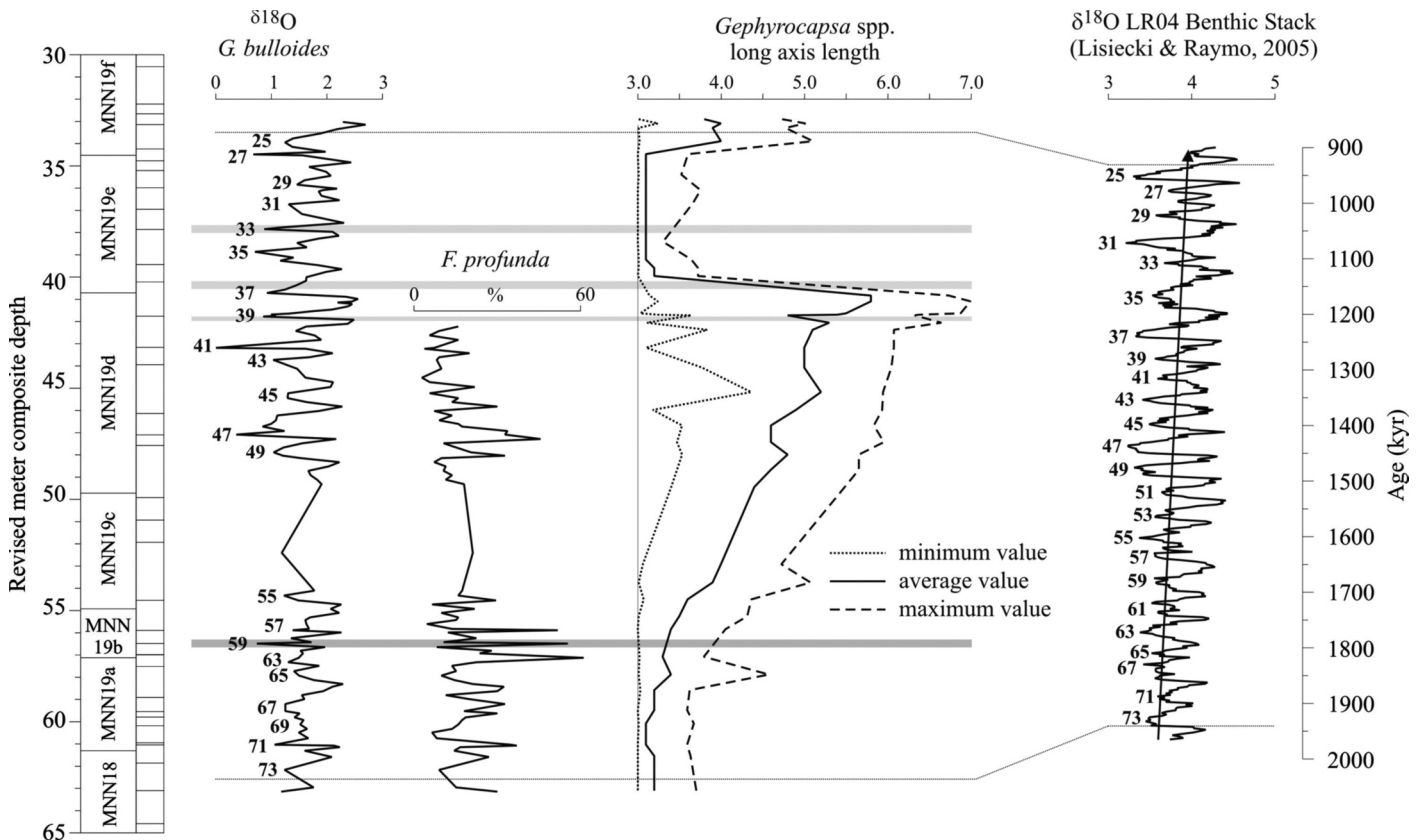 δ18O
G. bulloides
Gephyrocapsa spp.
long axis length
δ18O LR04 Benthic Stack
(Lisiecki & Raymo, 2005)
0 1 2 3
3.0 4.0 5.0 6.0 7.0
3 4 5
Revised meter composite depth
30
35
40
45
50
55
60
65
MNN19f
MNN19e
MNN19d
MNN19c
MNN
19b
MNN19a
MNN18
25
27
29
31
33
35
37
39
41
43
45
47
49
55
57
59
63
65
67
69
71
73
F. profunda
0 % 60
minimum value
average value
maximum value
25
27
29
31
33
35
37
39
41
43
45
47
49
51
53
55
57
59
61
63
65
67
71
73
900
1000
1100
1200
1300
1400
1500
1600
1700
1800
1900
2000
Age (kyr)